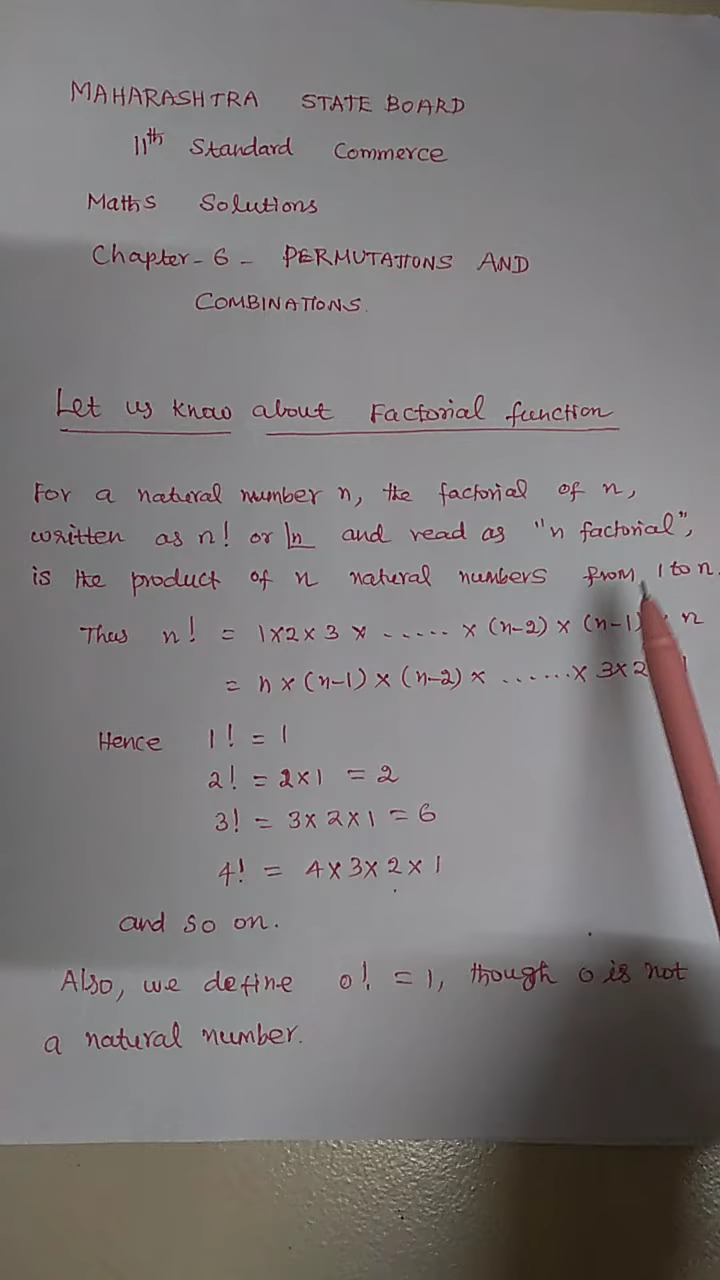 MAHARASHTRA STATE BOARD
11th Standard Commerce
Maths Solutions
Chapter-6- PERMUTATIONS AND
COMBINATIONS.
Let us know about Factorial function
For a natural number n, the factorial of n,
written as n! or |n and read as "n factorial",
is the product of n natural numbers from 1 to n.
Thus n! = 1×2×3×......×(n-2)×(n-1) n
= n×(n-1)×(n-2)×......×3×2
Hence 1! = 1
2! = 2×1 = 2
3! = 3×2×1 = 6
4! = 4×3×2×1
and so on.
Also, we define 0! = 1, though 0 is not
a natural number.